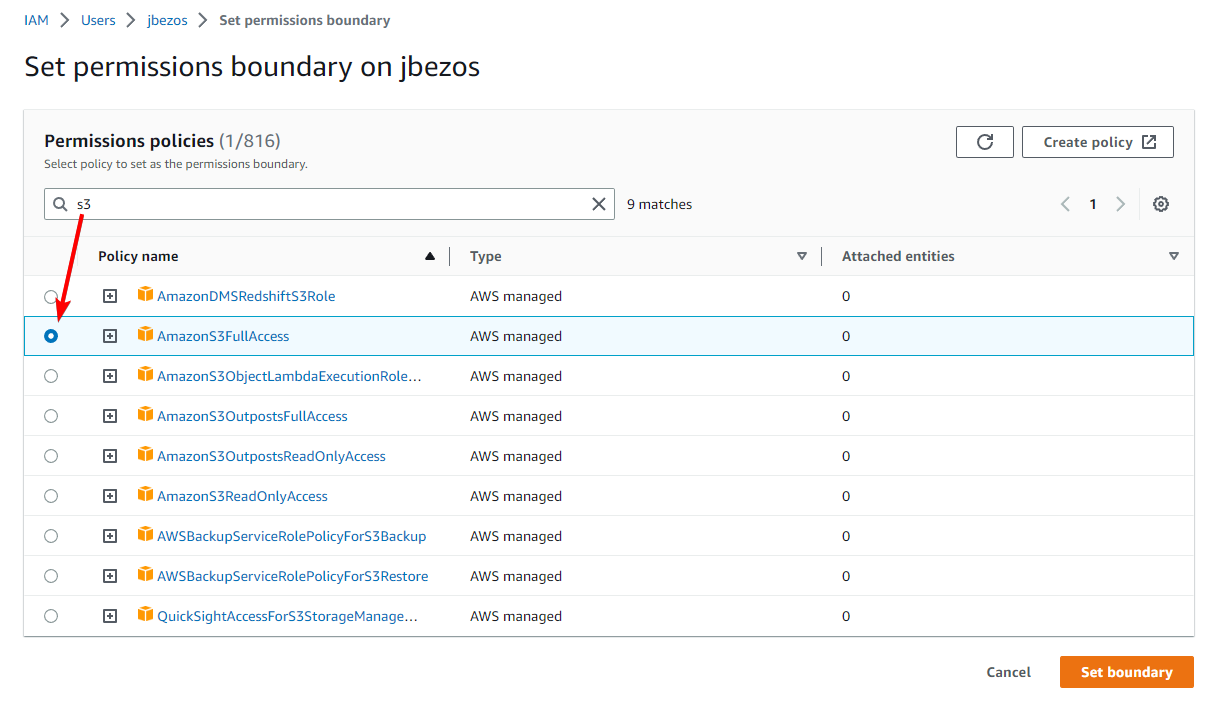 IAM > Users > jbezos > Set permissions boundary
Set permissions boundary on jbezos
Permissions policies (1/816)
Select policy to set as the permissions boundary.
Create policy
s3
9 matches
1
Policy name Type Attached entities
AmazonDMSRedshiftS3Role AWS managed 0
AmazonS3FullAccess AWS managed 0
AmazonS3ObjectLambdaExecutionRole... AWS managed 0
AmazonS3OutpostsFullAccess AWS managed 0
AmazonS3OutpostsReadOnlyAccess AWS managed 0
AmazonS3ReadOnlyAccess AWS managed 0
AWSBackupServiceRolePolicyForS3Backup AWS managed 0
AWSBackupServiceRolePolicyForS3Restore AWS managed 0
QuickSightAccessForS3StorageManage... AWS managed 0
Cancel Set boundary